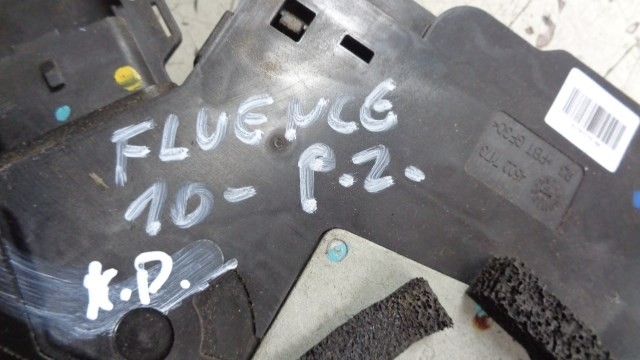 FLUENCE
10- P.Z.-
K.D.